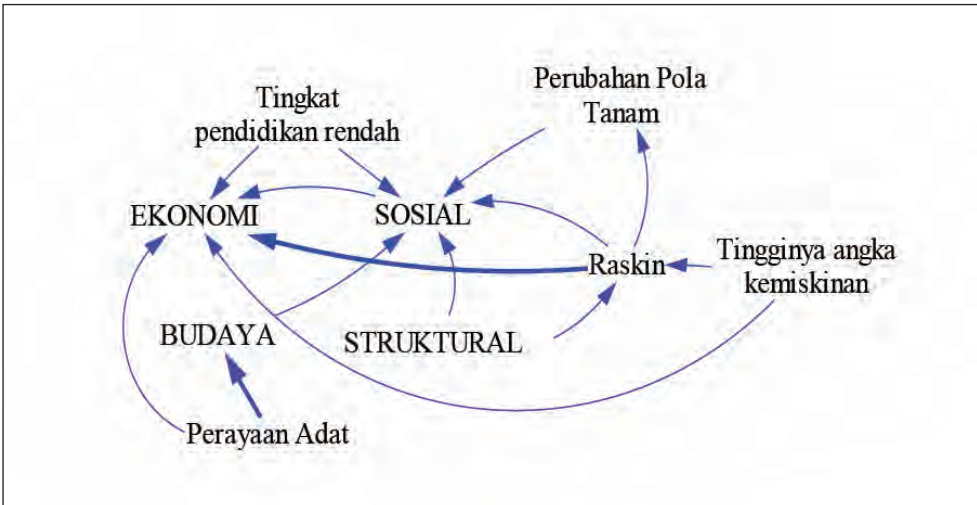 Perubahan Pola
Tanam
Tingkat
pendidikan rendah
EKONOMI
SOSIAL
Raskin
Tingginya angka
kemiskinan
BUDAYA
STRUKTURAL
Perayaan Adat